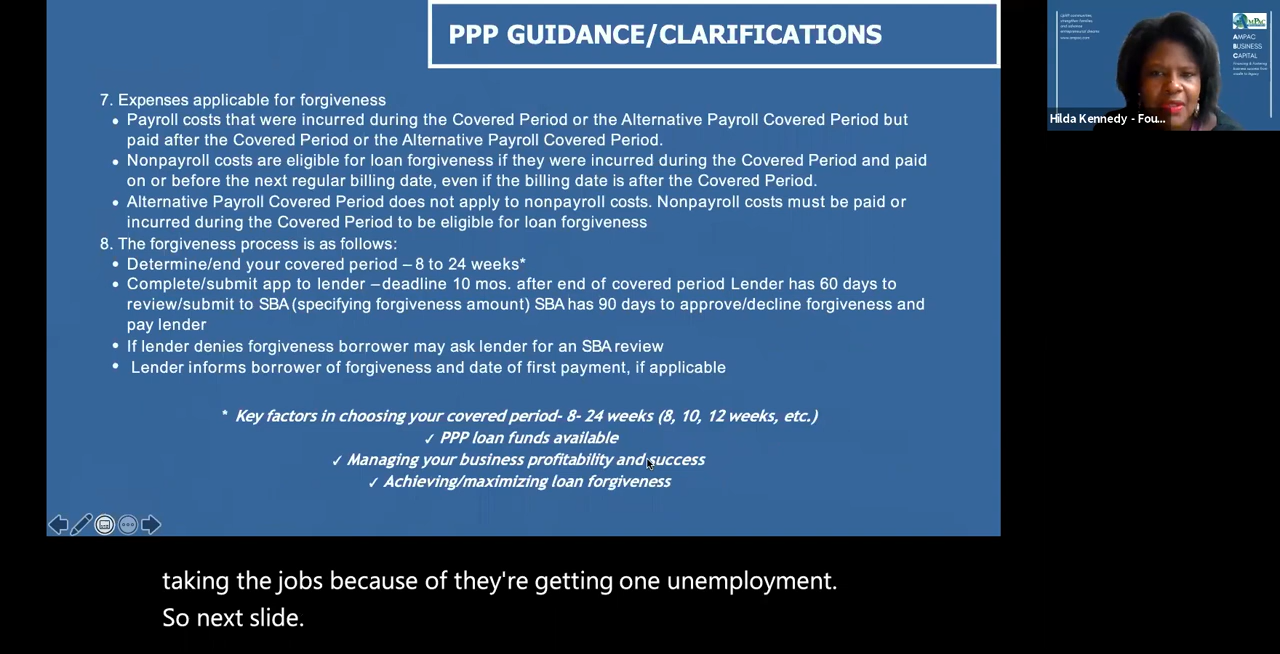 PPP GUIDANCE/CLARIFICATIONS
7. Expenses applicable for forgiveness
• Payroll costs that were incurred during the Covered Period or the Alternative Payroll Covered Period but
paid after the Covered Period or the Alternative Payroll Covered Period.
• Nonpayroll costs are eligible for loan forgiveness if they were incurred during the Covered Period and paid
on or before the next regular billing date, even if the billing date is after the Covered Period.
• Alternative Payroll Covered Period does not apply to nonpayroll costs. Nonpayroll costs must be paid or
incurred during the Covered Period to be eligible for loan forgiveness
8. The forgiveness process is as follows:
• Determine/end your covered period – 8 to 24 weeks*
• Complete/submit app to lender – deadline 10 mos. after end of covered period Lender has 60 days to
review/submit to SBA (specifying forgiveness amount) SBA has 90 days to approve/decline forgiveness and
pay lender
• If lender denies forgiveness borrower may ask lender for an SBA review
• Lender informs borrower of forgiveness and date of first payment, if applicable
* Key factors in choosing your covered period- 8- 24 weeks (8, 10, 12 weeks, etc.)
✓ PPP loan funds available
✓ Managing your business profitability and success
✓ Achieving/maximizing loan forgiveness
AMPAC
BUSINESS
CAPITAL
Hilda Kennedy - Fou...
taking the jobs because of they're getting one unemployment.
So next slide.